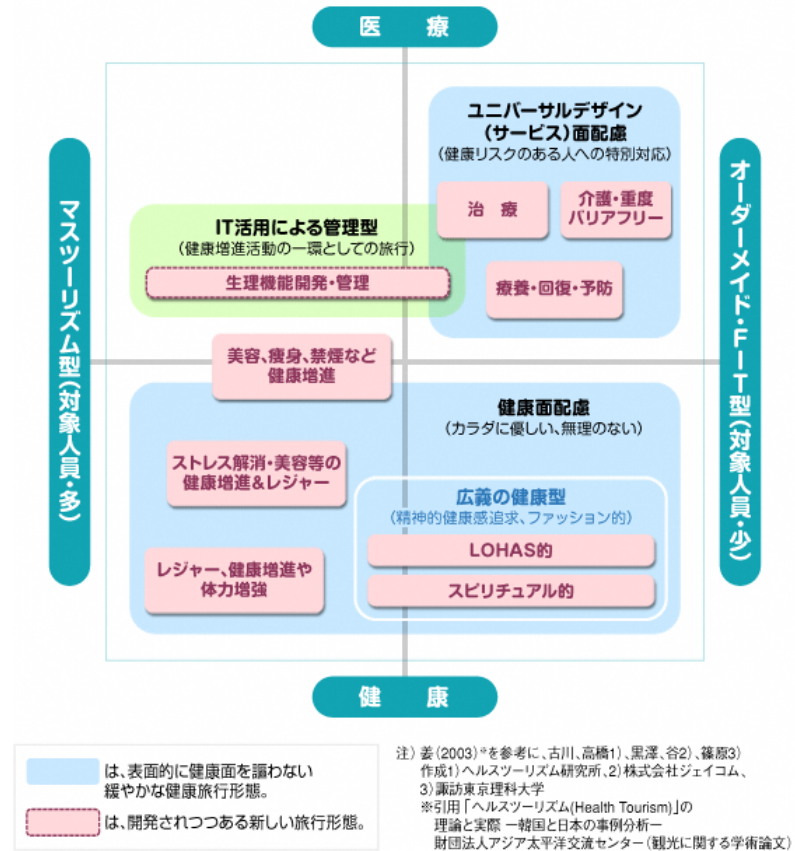 医 療
ユニバーサルデザイン
(サービス)面配慮
(健康リスクのある人への特別対応)
治 療
介護・重度
バリアフリー
療養・回復・予防
IT活用による管理型
(健康増進活動の一環としての旅行)
生理機能開発・管理
マスツーリズム型(対象人員・多)
オーダーメイド・FIT型(対象人員・少)
美容、痩身、禁煙など
健康増進
健康面配慮
(カラダに優しい、無理のない)
ストレス解消・美容等の
健康増進&レジャー
広義の健康型
(精神的健康感追求、ファッション的)
LOHAS的
スピリチュアル的
レジャー、健康増進や
体力増強
健 康
は、表面的に健康面を謳わない
緩やかな健康旅行形態。
は、開発されつつある新しい旅行形態。
注) 姜(2003)*を参考に、古川、高橋1)、黒澤、谷2)、篠原3)
作成1)ヘルスツーリズム研究所、2)株式会社ジェイコム、
3)諏訪東京理科大学
※引用「ヘルスツーリズム(Health Tourism)」の
理論と実際 ー韓国と日本の事例分析ー
財団法人アジア太平洋交流センター(観光に関する学術論文)